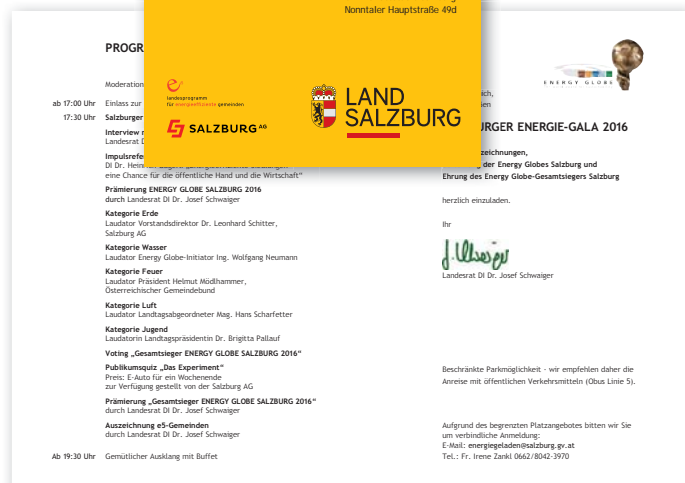 Nonntaler Hauptstraße 49d
landesprogramm
für energieeffiziente gemeinden
SALZBURG AG
LAND
SALZBURG
PROGR
Moderation
ab 17:00 Uhr Einlass zur
17:30 Uhr Salzburger
Interview
Landesrat
Impulsrefe
DI Dr. Hein
eine Chance für die öffentliche Hand und die Wirtschaft“
Prämierung ENERGY GLOBE SALZBURG 2016
durch Landesrat DI Dr. Josef Schwaiger
Kategorie Erde
Laudator Vorstandsdirektor Dr. Leonhard Schitter,
Salzburg AG
Kategorie Wasser
Laudator Energy Globe-Initiator Ing. Wolfgang Neumann
Kategorie Feuer
Laudator Präsident Helmut Mödlhammer,
Österreichischer Gemeindebund
Kategorie Luft
Laudator Landtagsabgeordneter Mag. Hans Scharfetter
Kategorie Jugend
Laudatorin Landtagspräsidentin Dr. Brigitta Pallauf
Voting „Gesamtsieger ENERGY GLOBE SALZBURG 2016“
Publikumsquiz „Das Experiment“
Preis: E-Auto für ein Wochenende
zur Verfügung gestellt von der Salzburg AG
Prämierung „Gesamtsieger ENERGY GLOBE SALZBURG 2016“
durch Landesrat DI Dr. Josef Schwaiger
Auszeichnung e5-Gemeinden
durch Landesrat DI Dr. Josef Schwaiger
Ab 19:30 Uhr Gemütlicher Ausklang mit Buffet
ENERGY GLOBE
ich,
en
URGER ENERGIE-GALA 2016
zeichnungen,
g der Energy Globes Salzburg und
Ehrung des Energy Globe-Gesamtsiegers Salzburg
herzlich einzuladen.
Ihr
Landesrat DI Dr. Josef Schwaiger
Beschränkte Parkmöglichkeit - wir empfehlen daher die
Anreise mit öffentlichen Verkehrsmitteln (Obus Linie 5).
Aufgrund des begrenzten Platzangebotes bitten wir Sie
um verbindliche Anmeldung:
E-Mail: energiegeladen@salzburg.gv.at
Tel.: Fr. Irene Zankl 0662/8042-3970